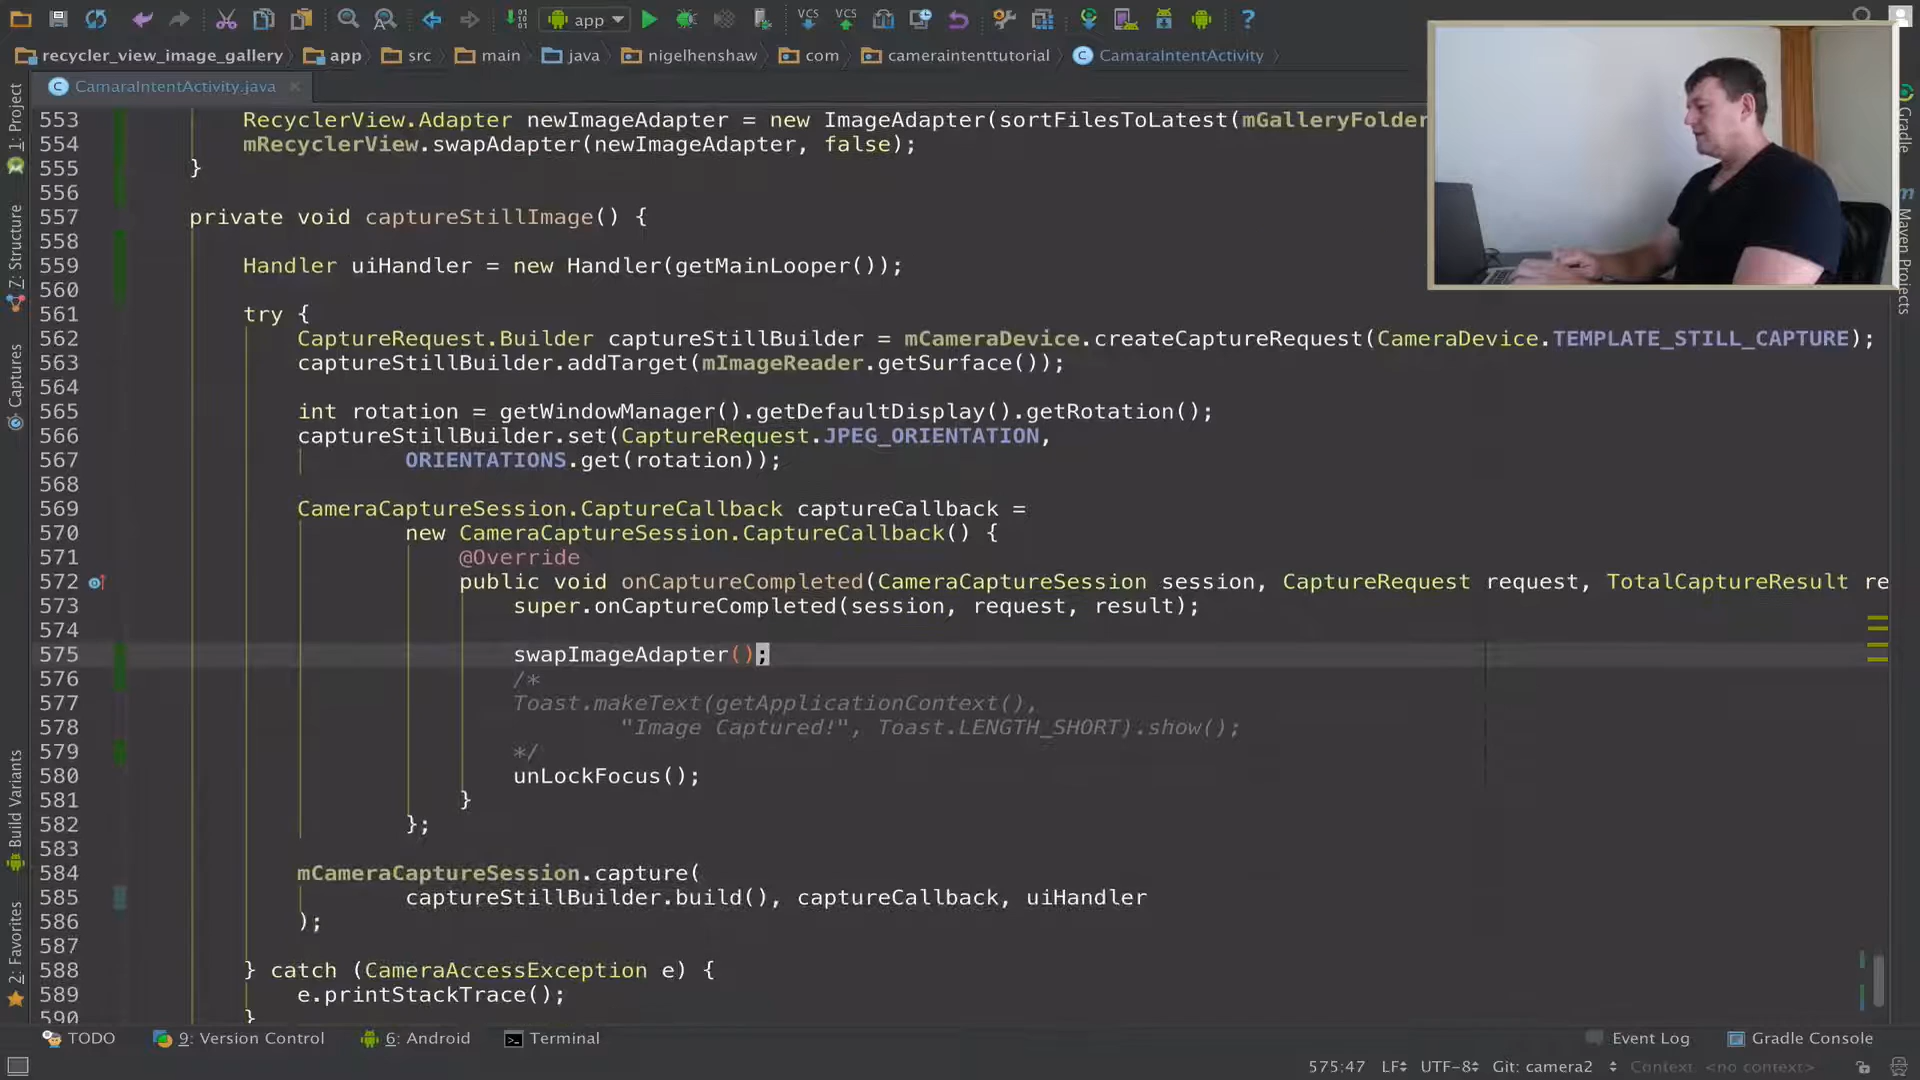 app
recycler_view_image_gallery app src main java nigelhenshaw com cameraintenttutorial CamaraIntentActivity
CamaraIntentActivity.java
1: Project
7: Structure
Captures
Build Variants
2: Favorites
553 RecyclerView.Adapter newImageAdapter = new ImageAdapter(sortFilesToLatest(mGalleryFolder
554 mRecyclerView.swapAdapter(newImageAdapter, false);
555 }
556
557 private void captureStillImage() {
558
559 Handler uiHandler = new Handler(getMainLooper());
560
561 try {
562 CaptureRequest.Builder captureStillBuilder = mCameraDevice.createCaptureRequest(CameraDevice.TEMPLATE_STILL_CAPTURE);
563 captureStillBuilder.addTarget(mImageReader.getSurface());
564
565 int rotation = getWindowManager().getDefaultDisplay().getRotation();
566 captureStillBuilder.set(CaptureRequest.JPEG_ORIENTATION,
567 ORIENTATIONS.get(rotation));
568
569 CameraCaptureSession.CaptureCallback captureCallback =
570 new CameraCaptureSession.CaptureCallback() {
571 @Override
572 public void onCaptureCompleted(CameraCaptureSession session, CaptureRequest request, TotalCaptureResult re
573 super.onCaptureCompleted(session, request, result);
574
575 swapImageAdapter();
576 /*
577 Toast.makeText(getApplicationContext(),
578 "Image Captured!", Toast.LENGTH_SHORT).show();
579 */
580 unLockFocus();
581 }
582 };
583
584 mCameraCaptureSession.capture(
585 captureStillBuilder.build(), captureCallback, uiHandler
586 );
587
588 } catch (CameraAccessException e) {
589 e.printStackTrace();
590 }
Gradle
Maven Projects
TODO 9: Version Control 6: Android Terminal Event Log Gradle Console
575:47 LF UTF-8 Git: camera2 Context: <no context>